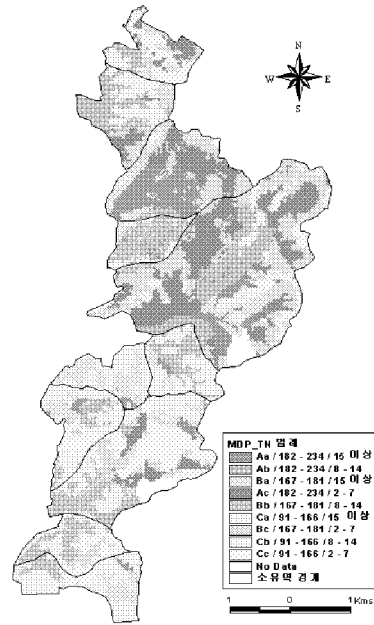 N
W E
S
MDP_TN 범례
Aa / 182 - 234 / 15 이상
Ab / 182 - 234 / 8 - 14
Ba / 167 - 181 / 15 이상
Ac / 182 - 234 / 2 - 7
Bb / 167 - 181 / 8 - 14
Ca / 91 - 166 / 15 이상
Bc / 167 - 181 / 2 - 7
Cb / 91 - 166 / 8 - 14
Cc / 91 - 166 / 2 - 7
No Data
소유역 경계
1 0 1 Kms